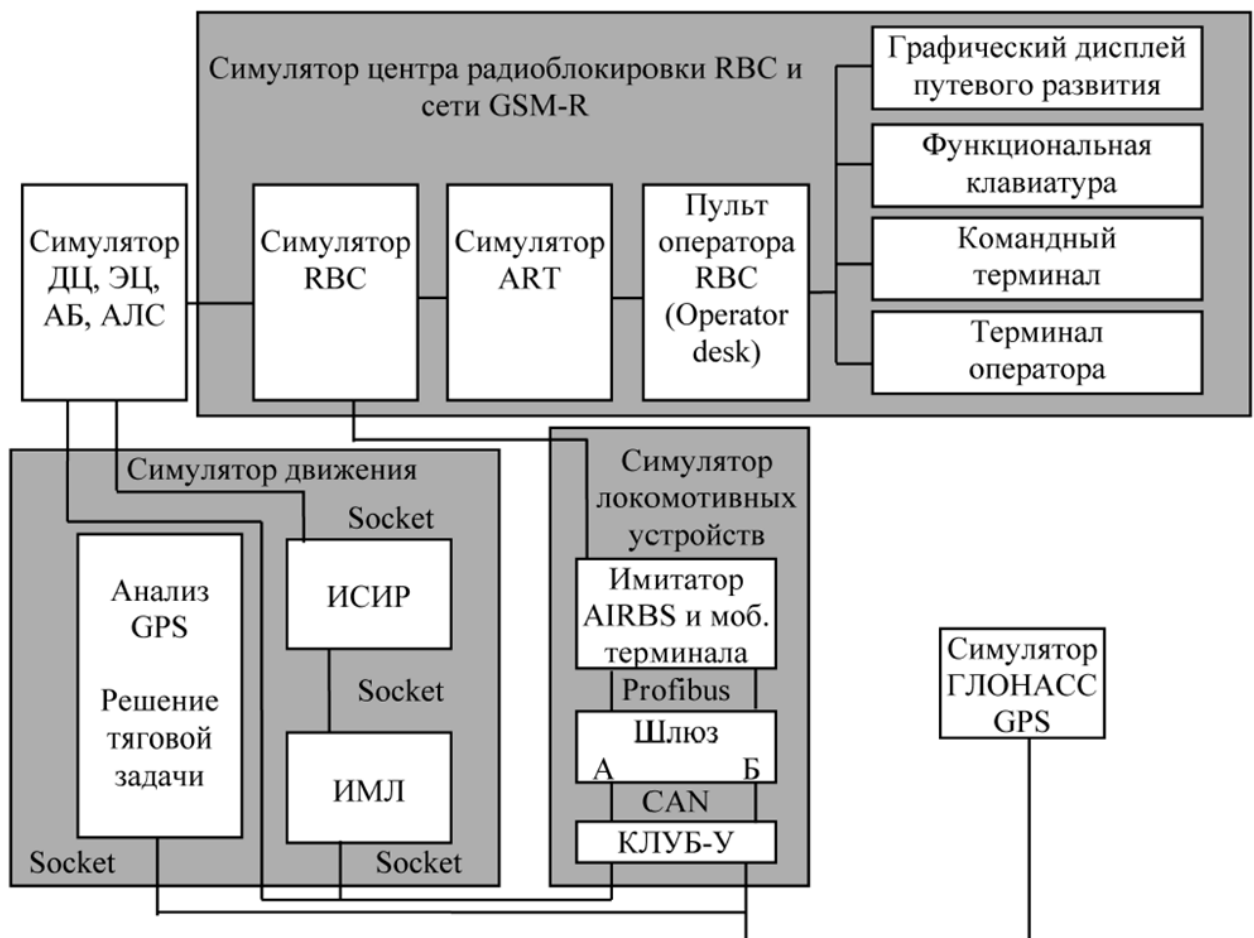 Симулятор центра радиоблокировки RBC и
сети GSM-R
Графический дисплей
путевого развития
Функциональная
клавиатура
Командный
терминал
Терминал
оператора
Симулятор
ДЦ, ЭЦ,
АБ, АЛС
Симулятор
RBC
Симулятор
ART
Пульт
оператора
RBC
(Operator
desk)
Симулятор движения
Socket
Анализ
GPS
Решение
тяговой
задачи
ИСИР
Socket
ИМЛ
Socket
Socket
Симулятор
локомотивных
устройств
Имитатор
AIRBS и моб.
терминала
Profibus
Шлюз
А Б
CAN
КЛУБ-У
Симулятор
ГЛОНАСС
GPS